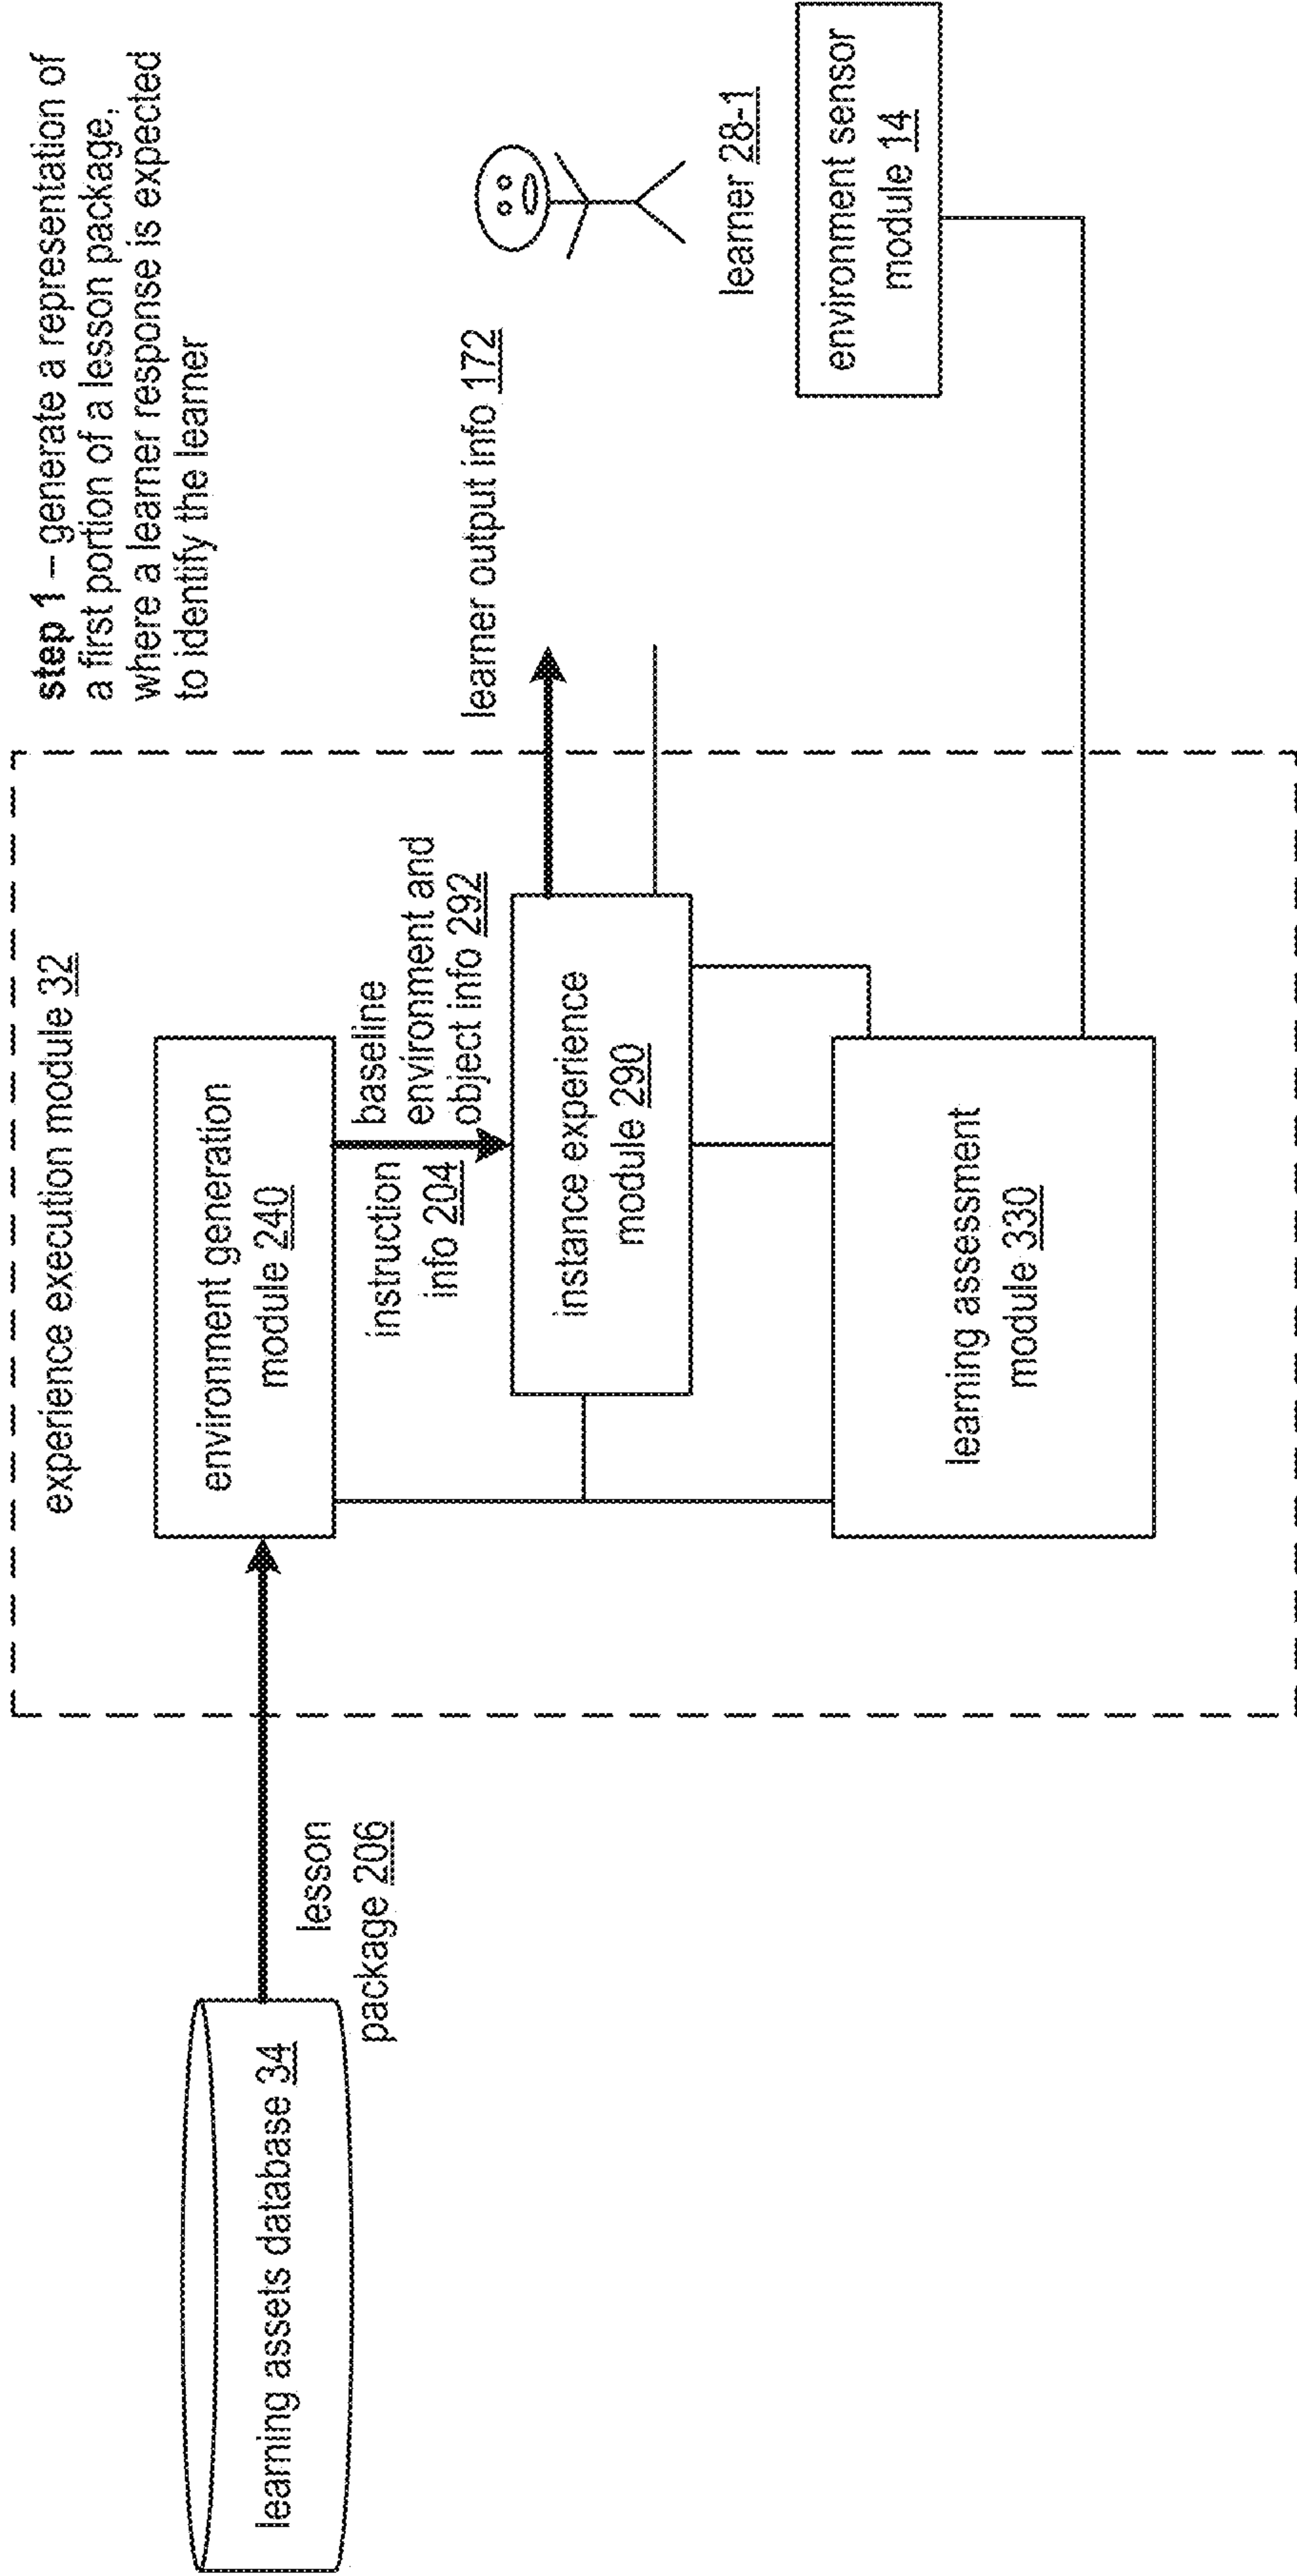 step 1 – generate a representation of
a first portion of a lesson package,
where a learner response is expected
to identify the learner
experience execution module 32
learning assets database 34
lesson
package 206
environment generation
module 240
instruction
info 204
baseline
environment and
object info 292
instance experience
module 290
learner output info 172
learner 28-1
learning assessment
module 330
environment sensor
module 14